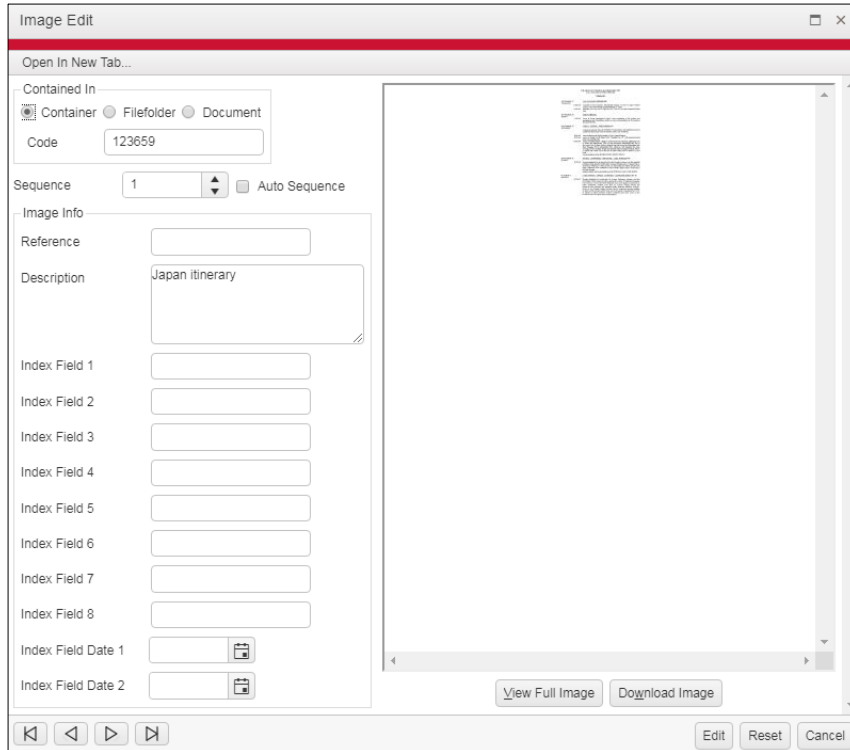 Image Edit
Open In New Tab...
Contained In
Container Filefolder Document
Code 123659
Sequence 1 Auto Sequence
Image Info
Reference
Description Japan itinerary
Index Field 1
Index Field 2
Index Field 3
Index Field 4
Index Field 5
Index Field 6
Index Field 7
Index Field 8
Index Field Date 1
Index Field Date 2
View Full Image Download Image
Edit Reset Cancel